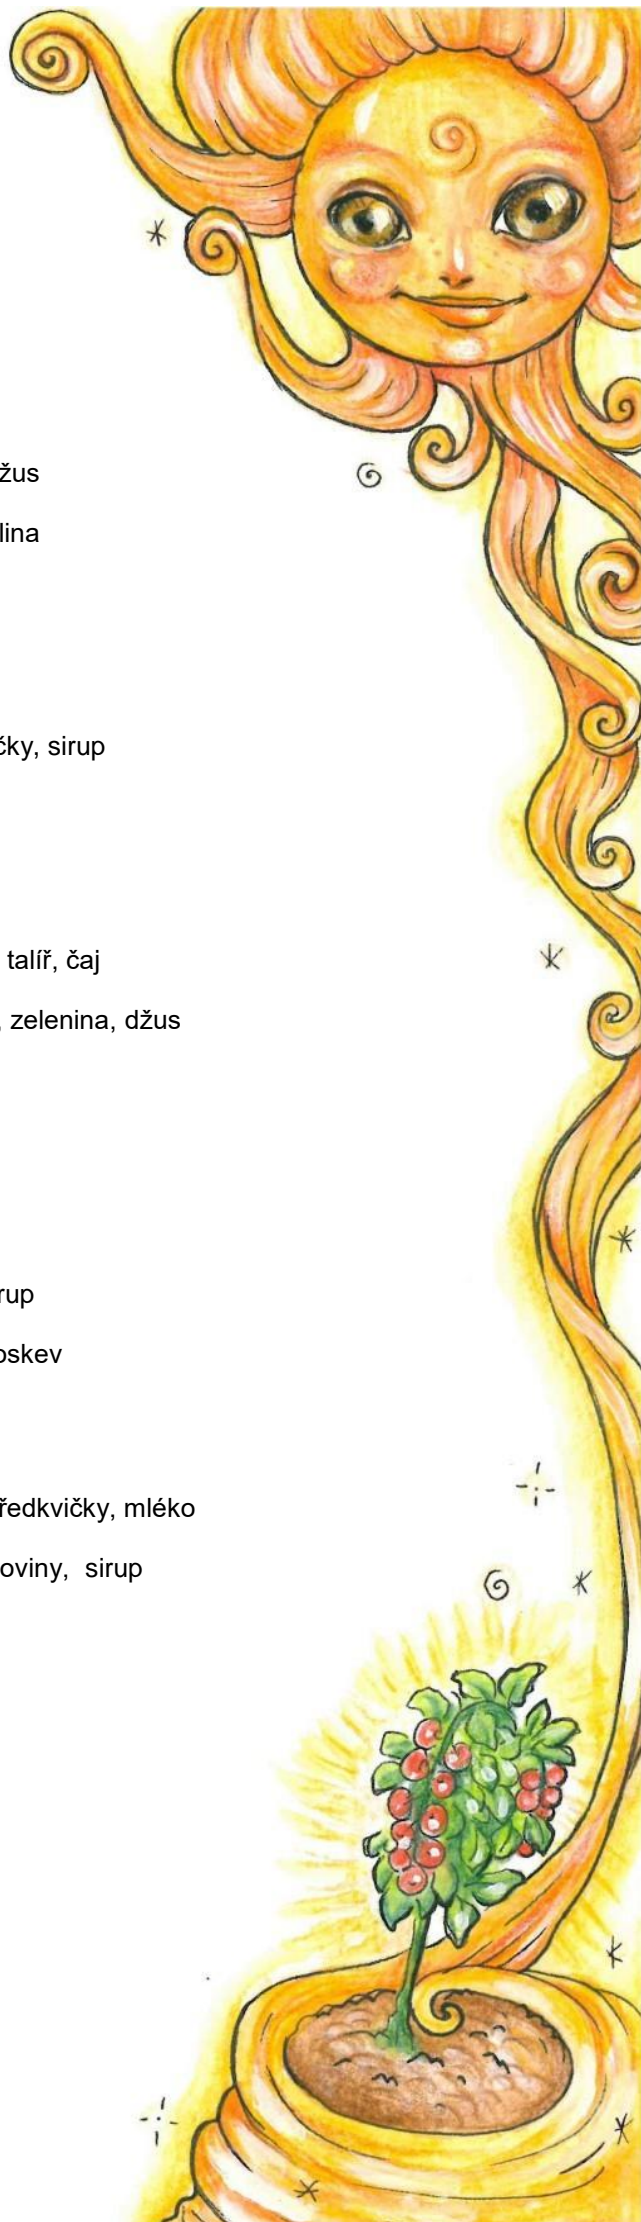 žus
lina
čky, sirup
talíř, čaj
, zelenina, džus
rup
oskev
ředkvičky, mléko
oviny, sirup